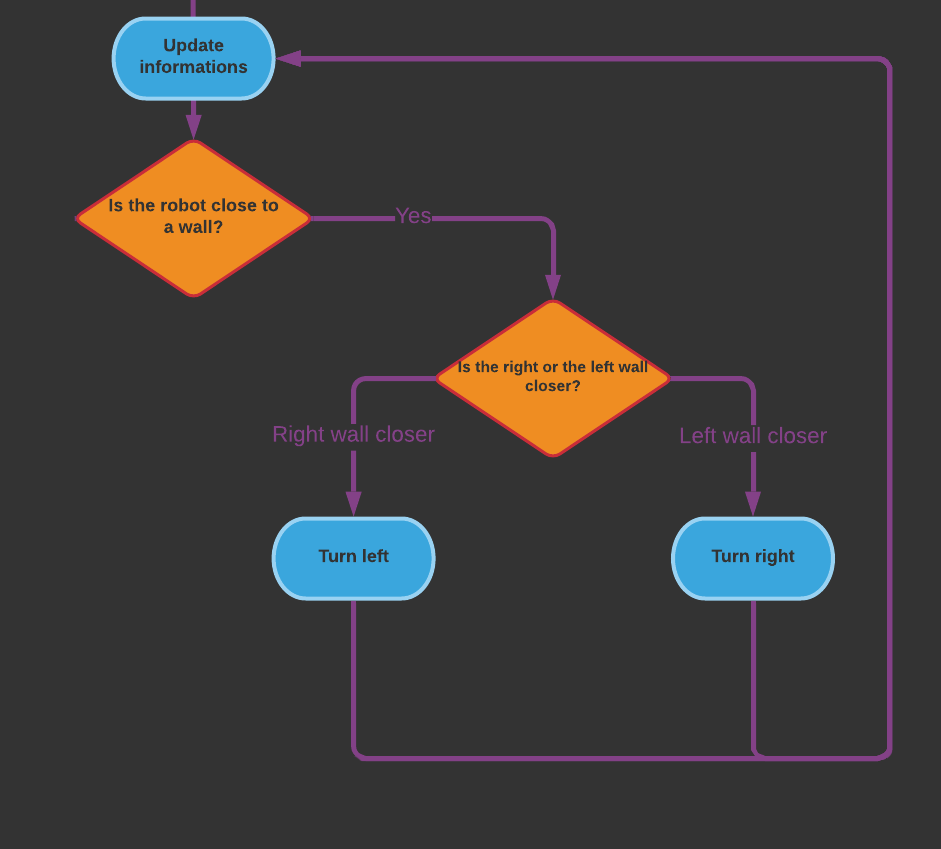 Update
informations
Is the robot close to
a wall?
Yes
Is the right or the left wall
closer?
Right wall closer
Left wall closer
Turn left
Turn right